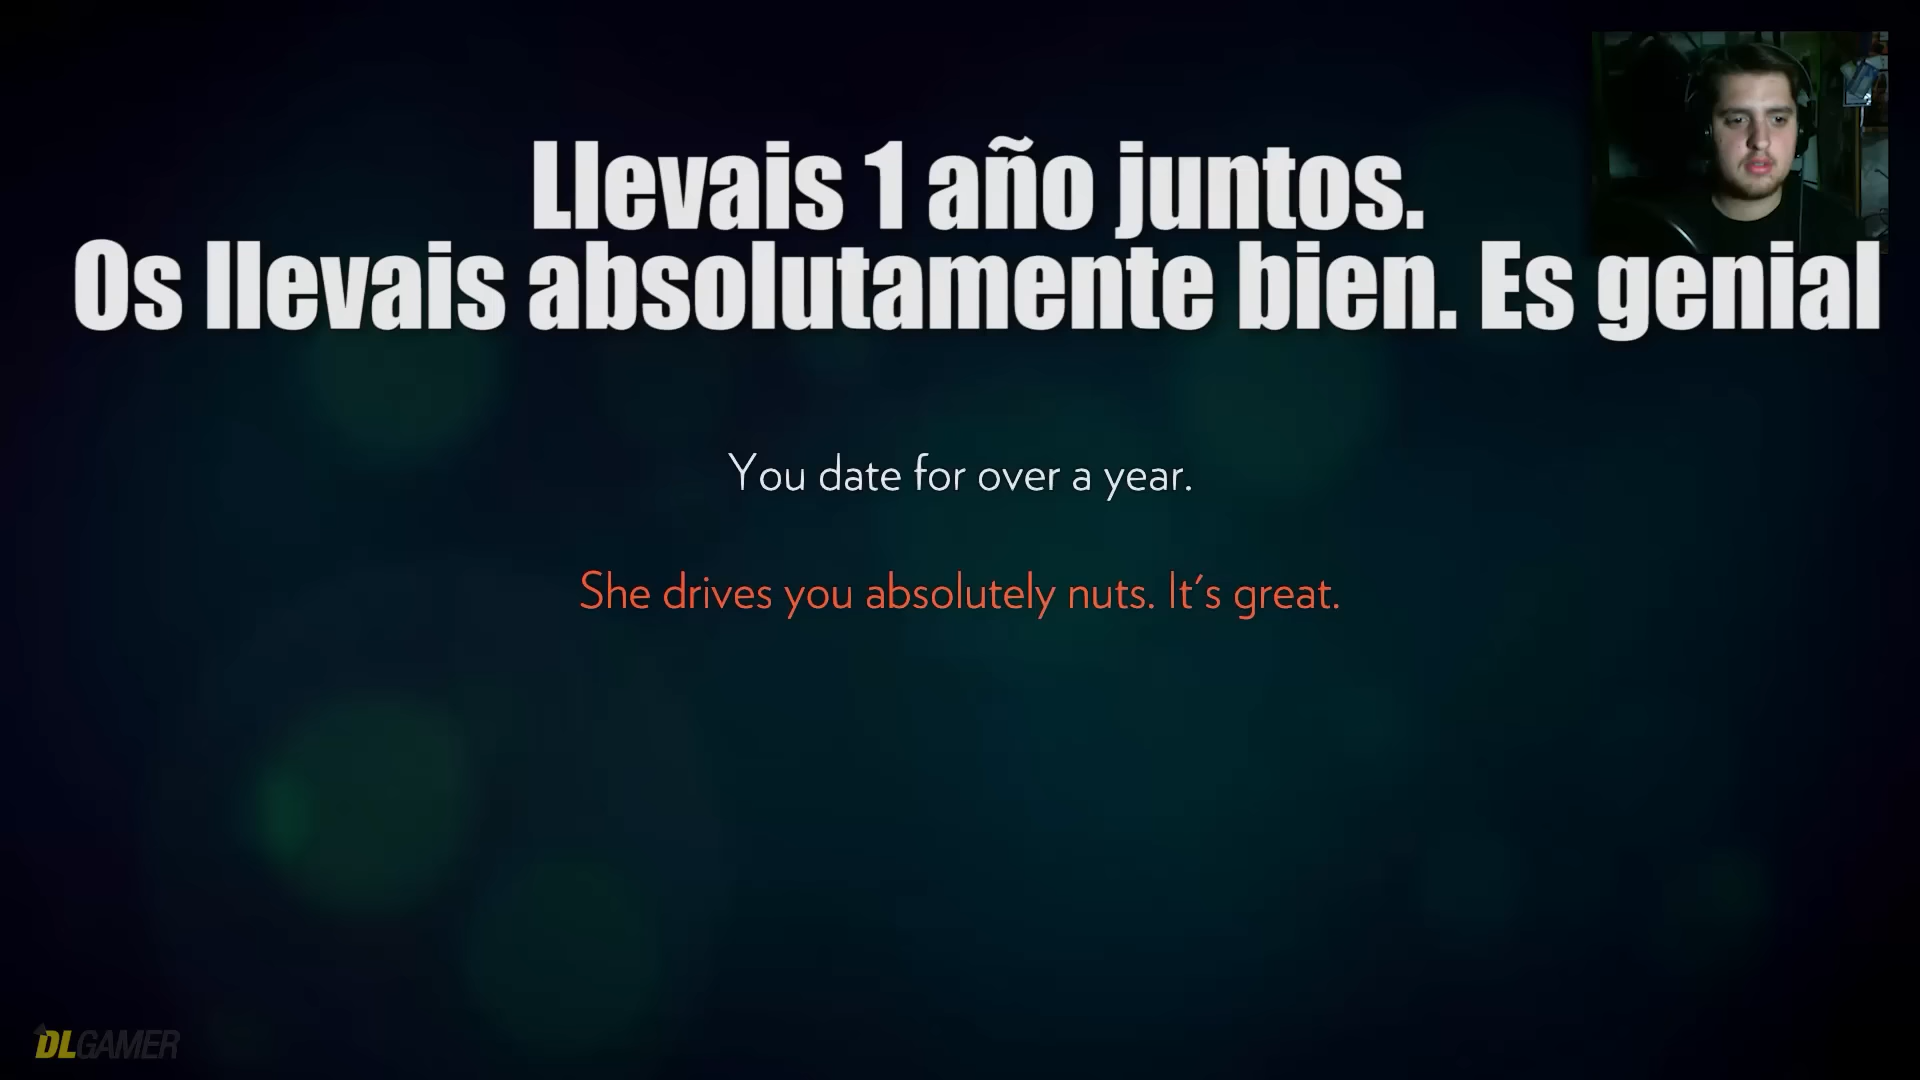 Llevais 1 año juntos.
Os llevais absolutamente bien. Es genial
You date for over a year.
She drives you absolutely nuts. It's great.
DLGAMER